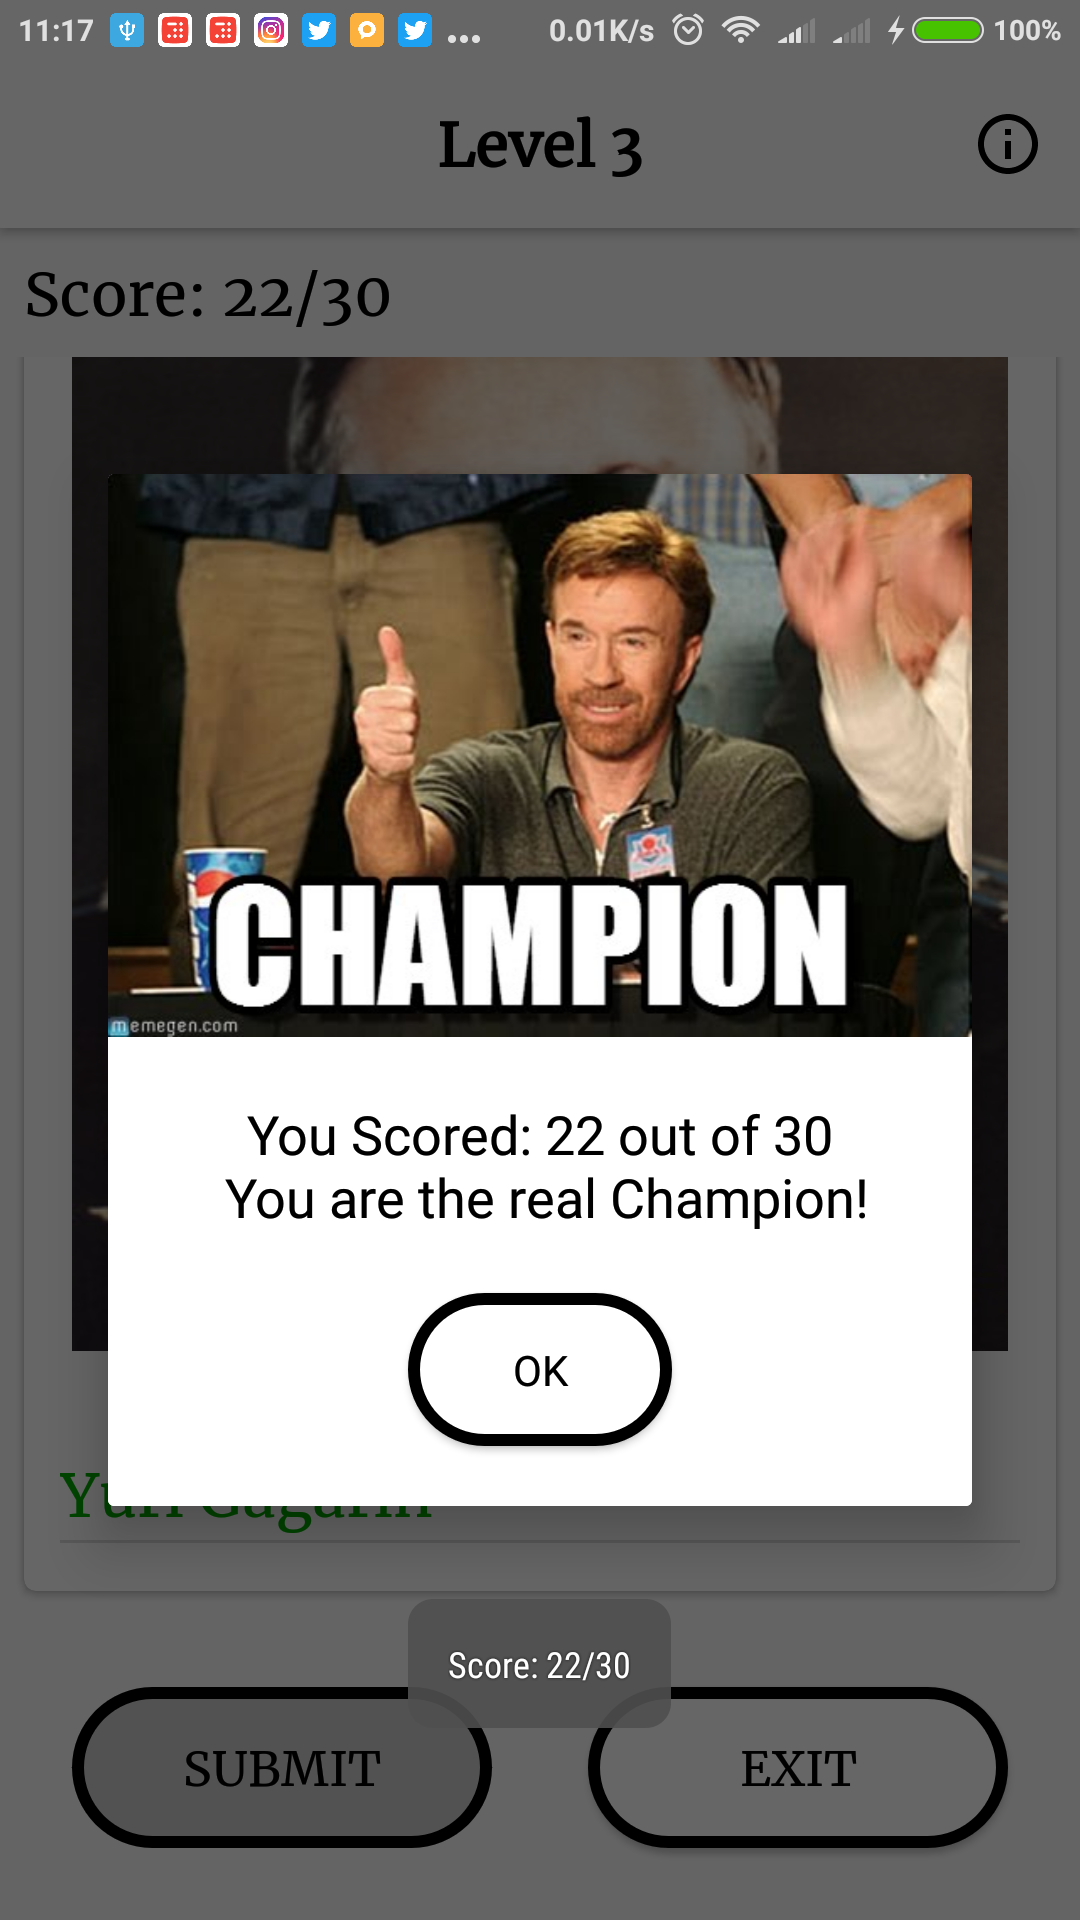 11:17 ... 0.01K/s 100%
Level 3
Score: 22/30
CHAMPION
memegen.com
You Scored: 22 out of 30
You are the real Champion!
OK
Yuri Gagarin
Score: 22/30
SUBMIT EXIT